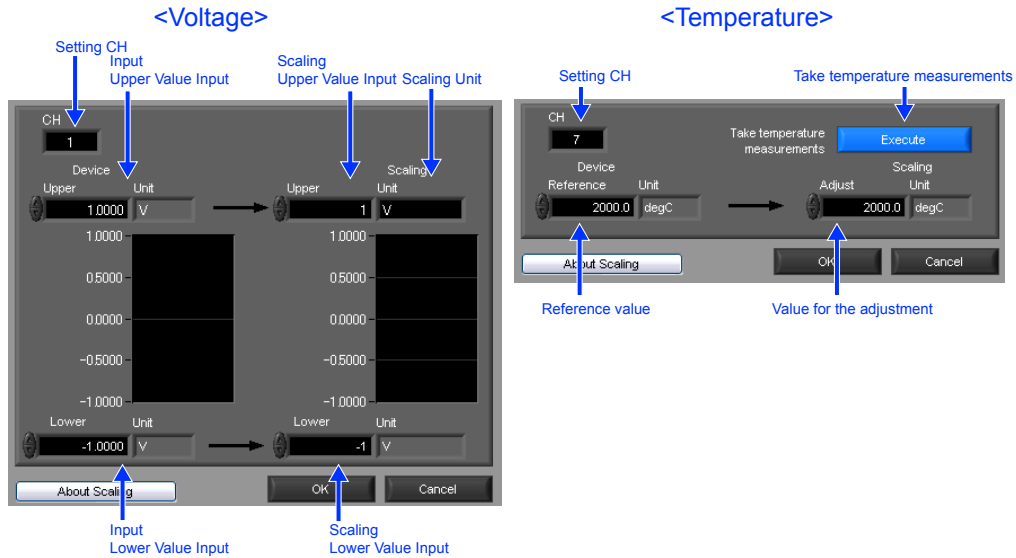 <Voltage>
Setting CH
Input
Upper Value Input
Scaling
Upper Value Input
Scaling Unit
CH
1
Device
Scaling
Upper
Unit
Upper
Unit
1.0000
V
1
V
1.0000
0.5000
0.0000
-0.5000
-1.0000
1.0000
0.5000
0.0000
-0.5000
-1.0000
Lower
Unit
Lower
Unit
-1.0000
V
-1
V
About Scaling
OK
Cancel
Input
Lower Value Input
Scaling
Lower Value Input
<Temperature>
Setting CH
Take temperature measurements
CH
7
Take temperature
measurements
Execute
Device
Scaling
Reference
Unit
Adjust
Unit
2000.0
degC
2000.0
degC
About Scaling
OK
Cancel
Reference value
Value for the adjustment